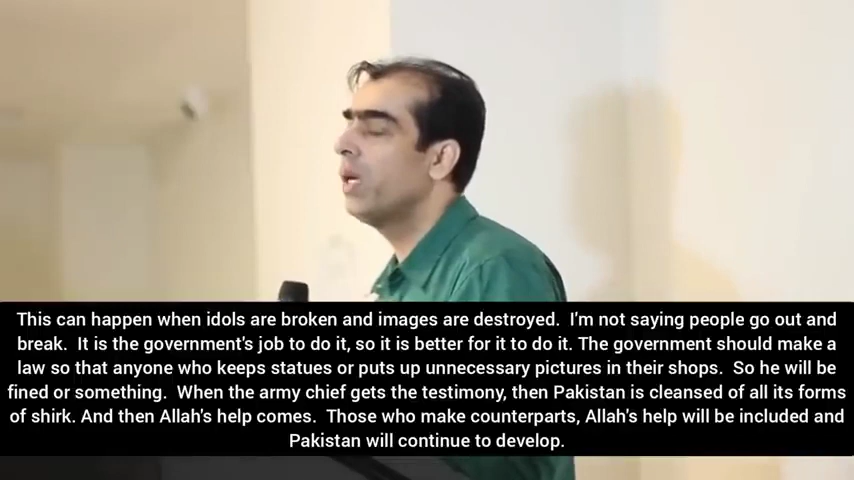 This can happen when idols are broken and images are destroyed.  I'm not saying people go out and
break.  It is the government's job to do it, so it is better for it to do it. The government should make a
law so that anyone who keeps statues or puts up unnecessary pictures in their shops.  So he will be
fined or something.  When the army chief gets the testimony, then Pakistan is cleansed of all its forms
of shirk. And then Allah's help comes.  Those who make counterparts, Allah's help will be included and
Pakistan will continue to develop.